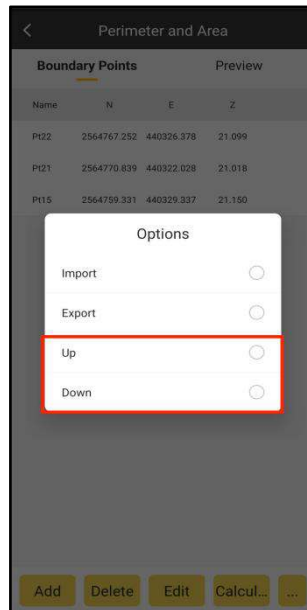 Perimeter and Area
Boundary Points Preview
Name N E Z
Pt22 2564767.252 440326.378 21.099
Pt21 2564770.839 440322.028 21.018
Pt15 2564759.331 440329.337 21.150
Options
Import
Export
Up
Down
Add Delete Edit Calcul... ...